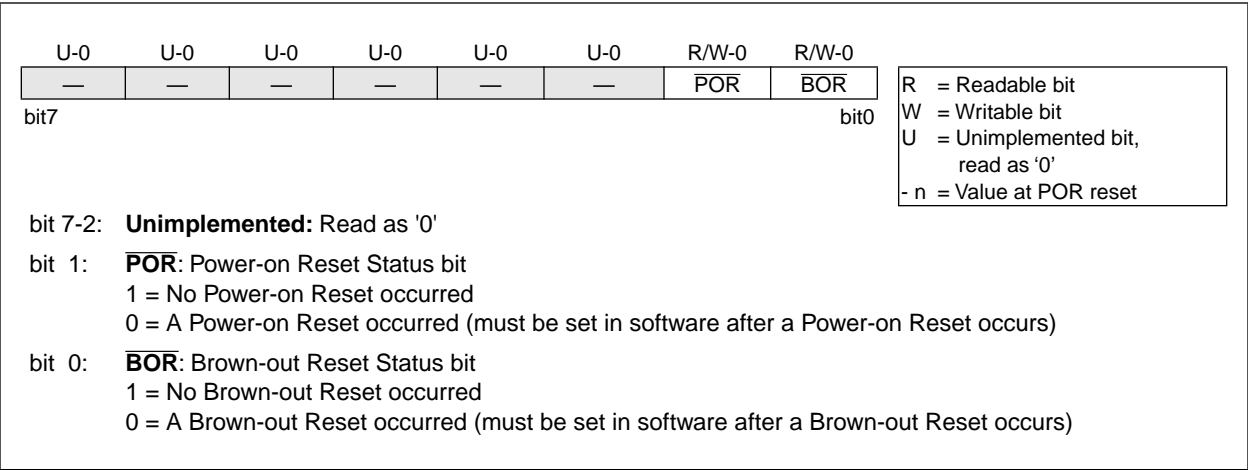 U-0 U-0 U-0 U-0 U-0 U-0 R/W-0 R/W-0
— — — — — — P̅O̅R̅ B̅O̅R̅
bit7 bit0
R = Readable bit
W = Writable bit
U = Unimplemented bit,
read as ‘0’
- n = Value at POR reset
bit 7-2: Unimplemented: Read as '0'
bit 1: P̅O̅R̅: Power-on Reset Status bit
1 = No Power-on Reset occurred
0 = A Power-on Reset occurred (must be set in software after a Power-on Reset occurs)
bit 0: B̅O̅R̅: Brown-out Reset Status bit
1 = No Brown-out Reset occurred
0 = A Brown-out Reset occurred (must be set in software after a Brown-out Reset occurs)